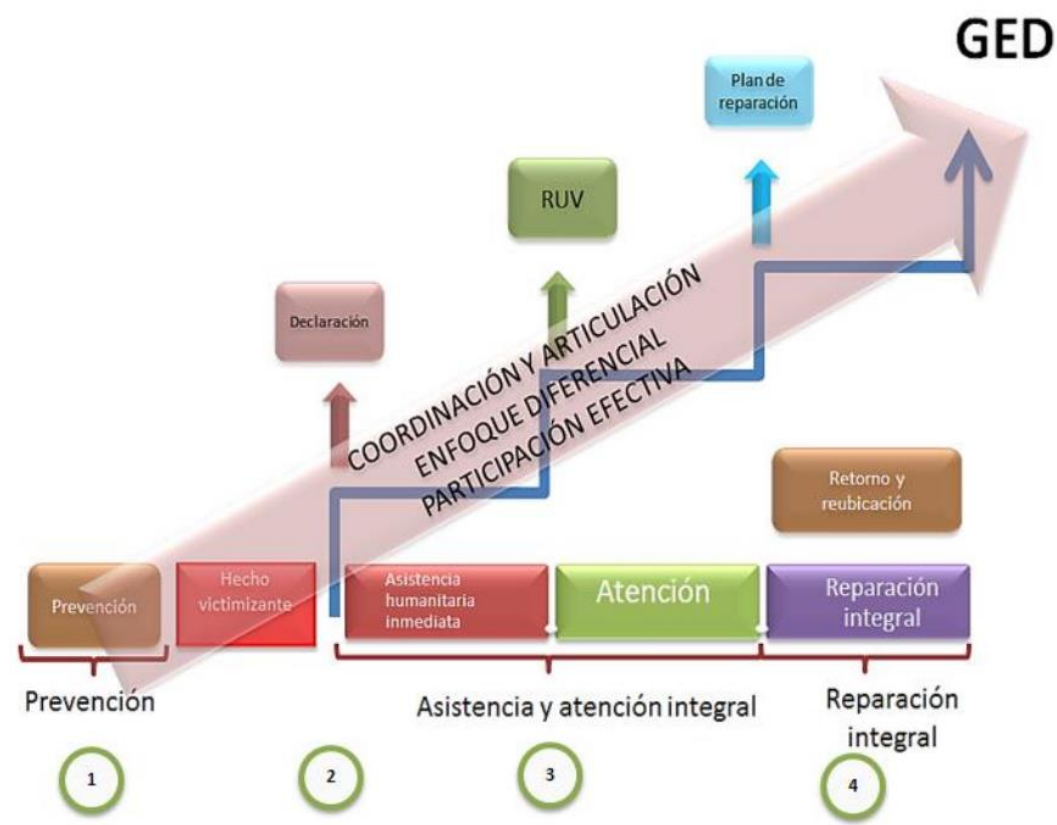 GED
Plan de
reparación
RUV
Declaración
COORDINACIÓN Y ARTICULACIÓN
ENFOQUE DIFERENCIAL
PARTICIPACIÓN EFECTIVA
Retorno y
reubicación
Prevención
Hecho
victimizante
Asistencia
humanitaria
inmediata
Atención
Reparación
integral
Prevención
Asistencia y atención integral
Reparación
integral
1
2
3
4